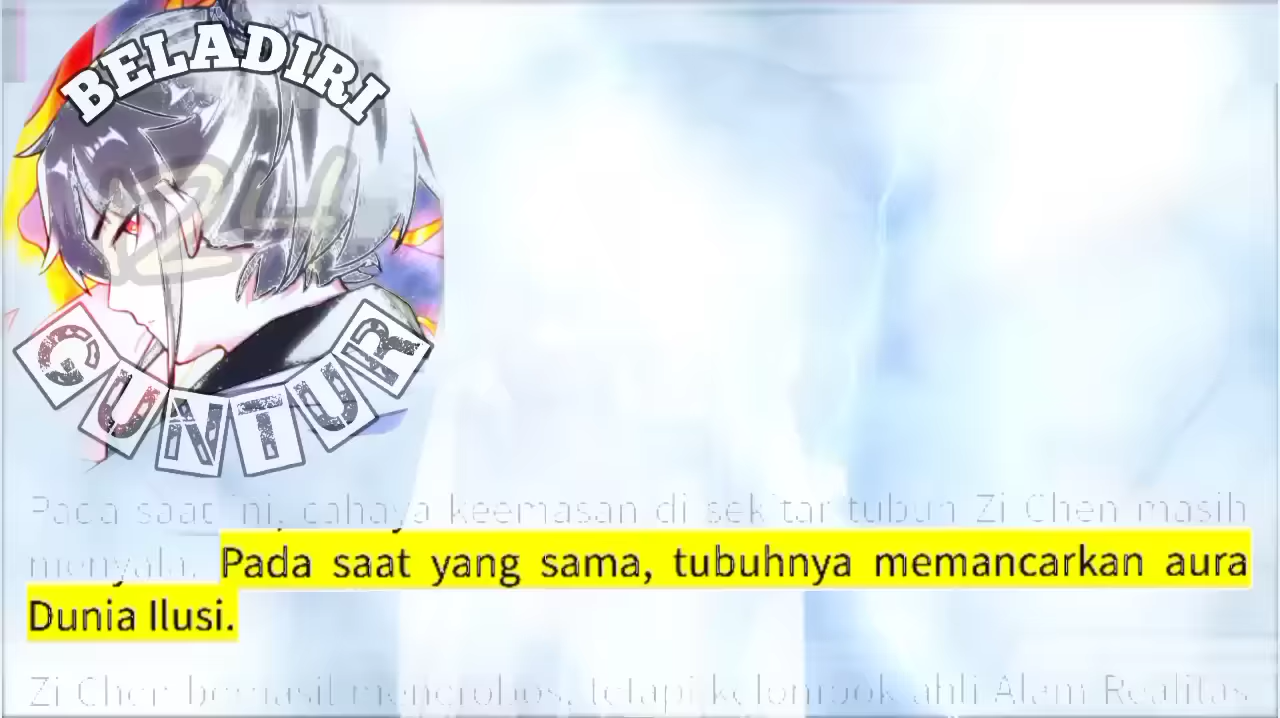 BELADIRI
124
GUNTUR
Pada saat ini, cahaya keemasan di sekitar tubuh Zi Chen masih
menyala. Pada saat yang sama, tubuhnya memancarkan aura
Dunia Ilusi.
Zi Chen berhasil menerobos, tetapi kelompok ahli Alam Realitas